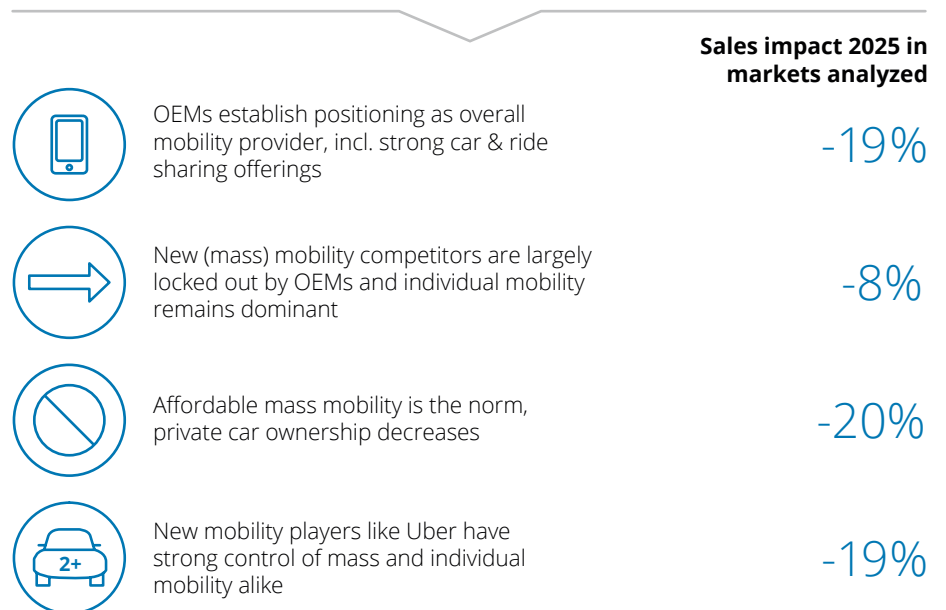 Sales impact 2025 in
markets analyzed
OEMs establish positioning as overall
mobility provider, incl. strong car & ride
sharing offerings
-19%
New (mass) mobility competitors are largely
locked out by OEMs and individual mobility
remains dominant
-8%
Affordable mass mobility is the norm,
private car ownership decreases
-20%
2+
New mobility players like Uber have
strong control of mass and individual
mobility alike
-19%